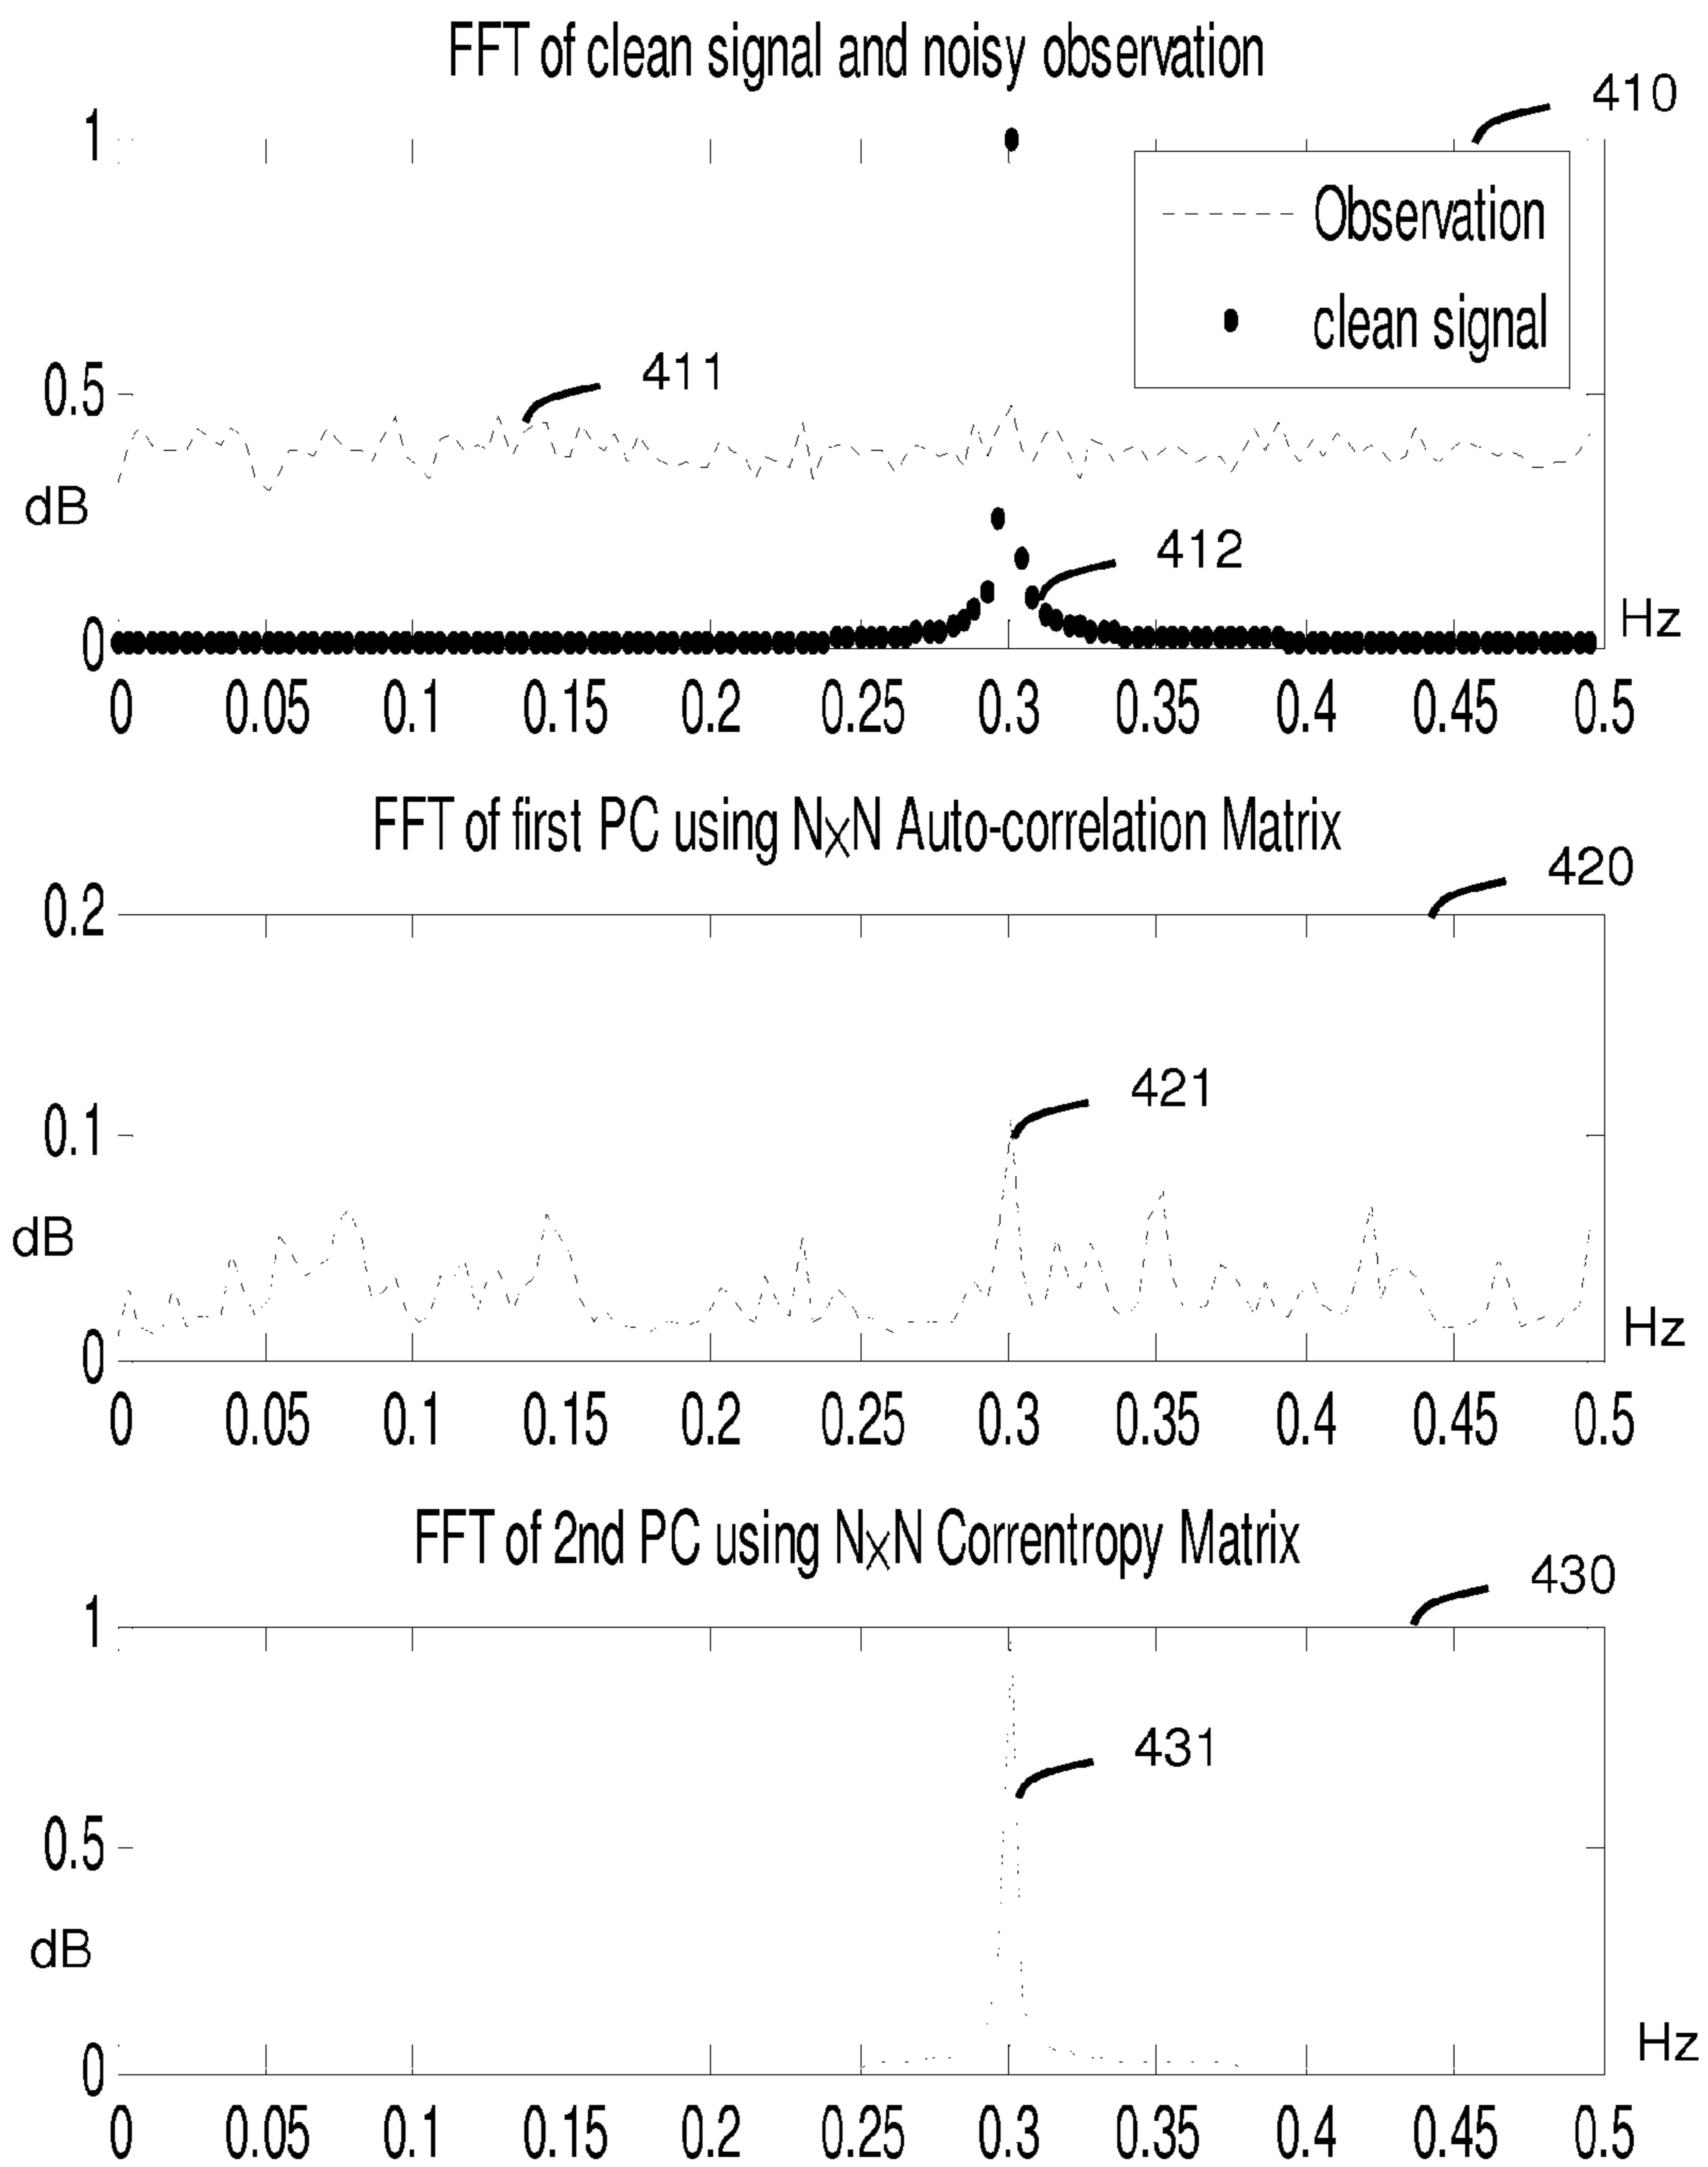 FFT of clean signal and noisy observation
410
1
Observation
clean signal
411
0.5
dB
412
Hz
0
0 0.05 0.1 0.15 0.2 0.25 0.3 0.35 0.4 0.45 0.5
FFT of first PC using N×N Auto-correlation Matrix
420
0.2
421
0.1
dB
Hz
0
0 0.05 0.1 0.15 0.2 0.25 0.3 0.35 0.4 0.45 0.5
FFT of 2nd PC using N×N Correntropy Matrix
430
1
431
0.5
dB
Hz
0
0 0.05 0.1 0.15 0.2 0.25 0.3 0.35 0.4 0.45 0.5